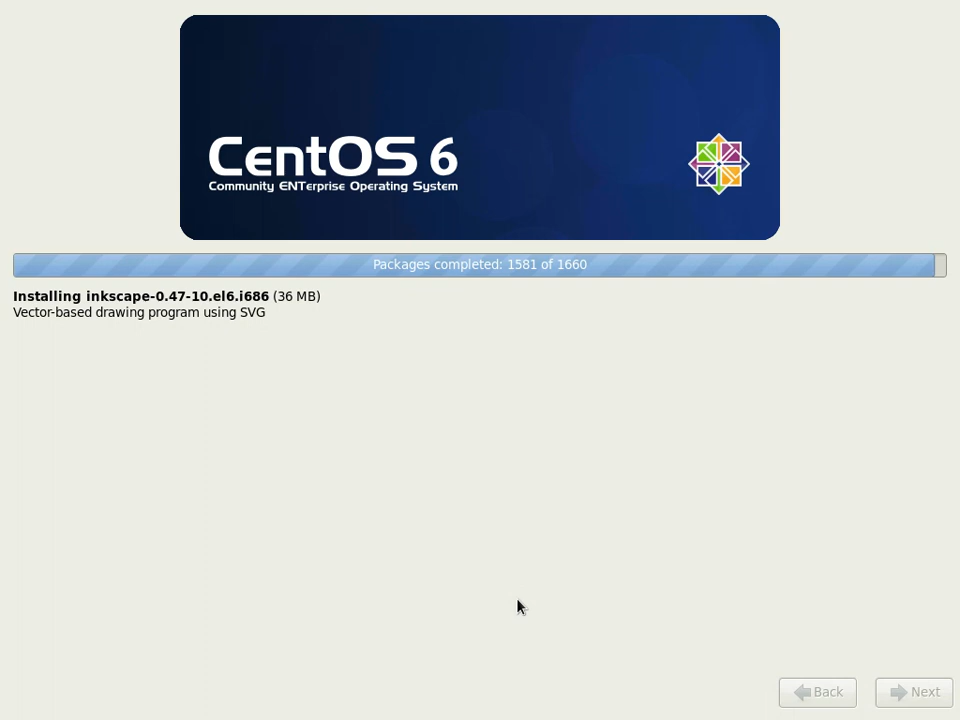 CentOS 6
Community ENTerprise Operating System
Packages completed: 1581 of 1660
Installing inkscape-0.47-10.el6.i686 (36 MB)
Vector-based drawing program using SVG
Back
Next